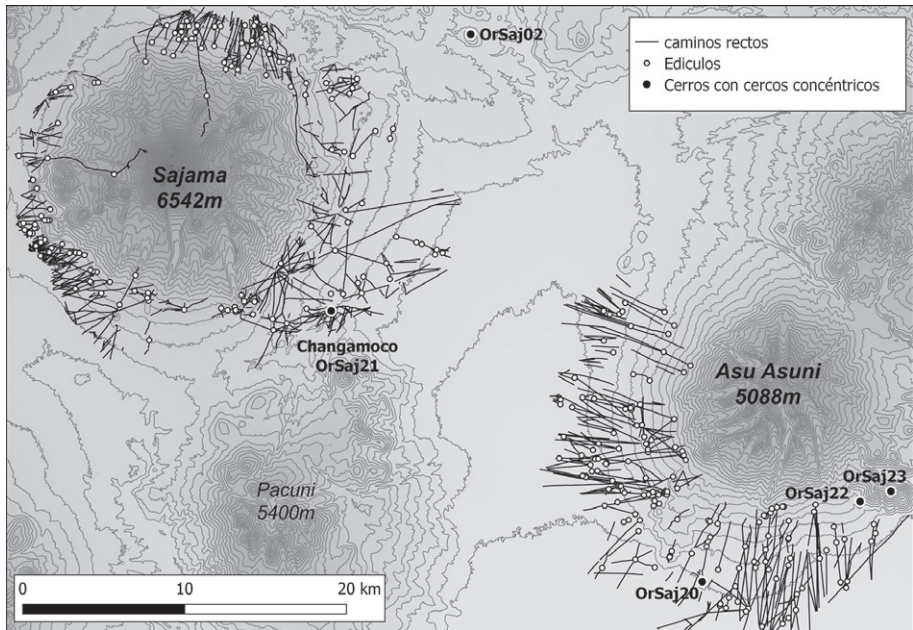 OrSaj02
caminos rectos
Ediculos
Cerros con cercos concéntricos
Sajama
6542m
Changamoco
OrSaj21
Asu Asuni
5088m
Pacuni
5400m
OrSaj22
OrSaj23
OrSaj20
0 10 20 km